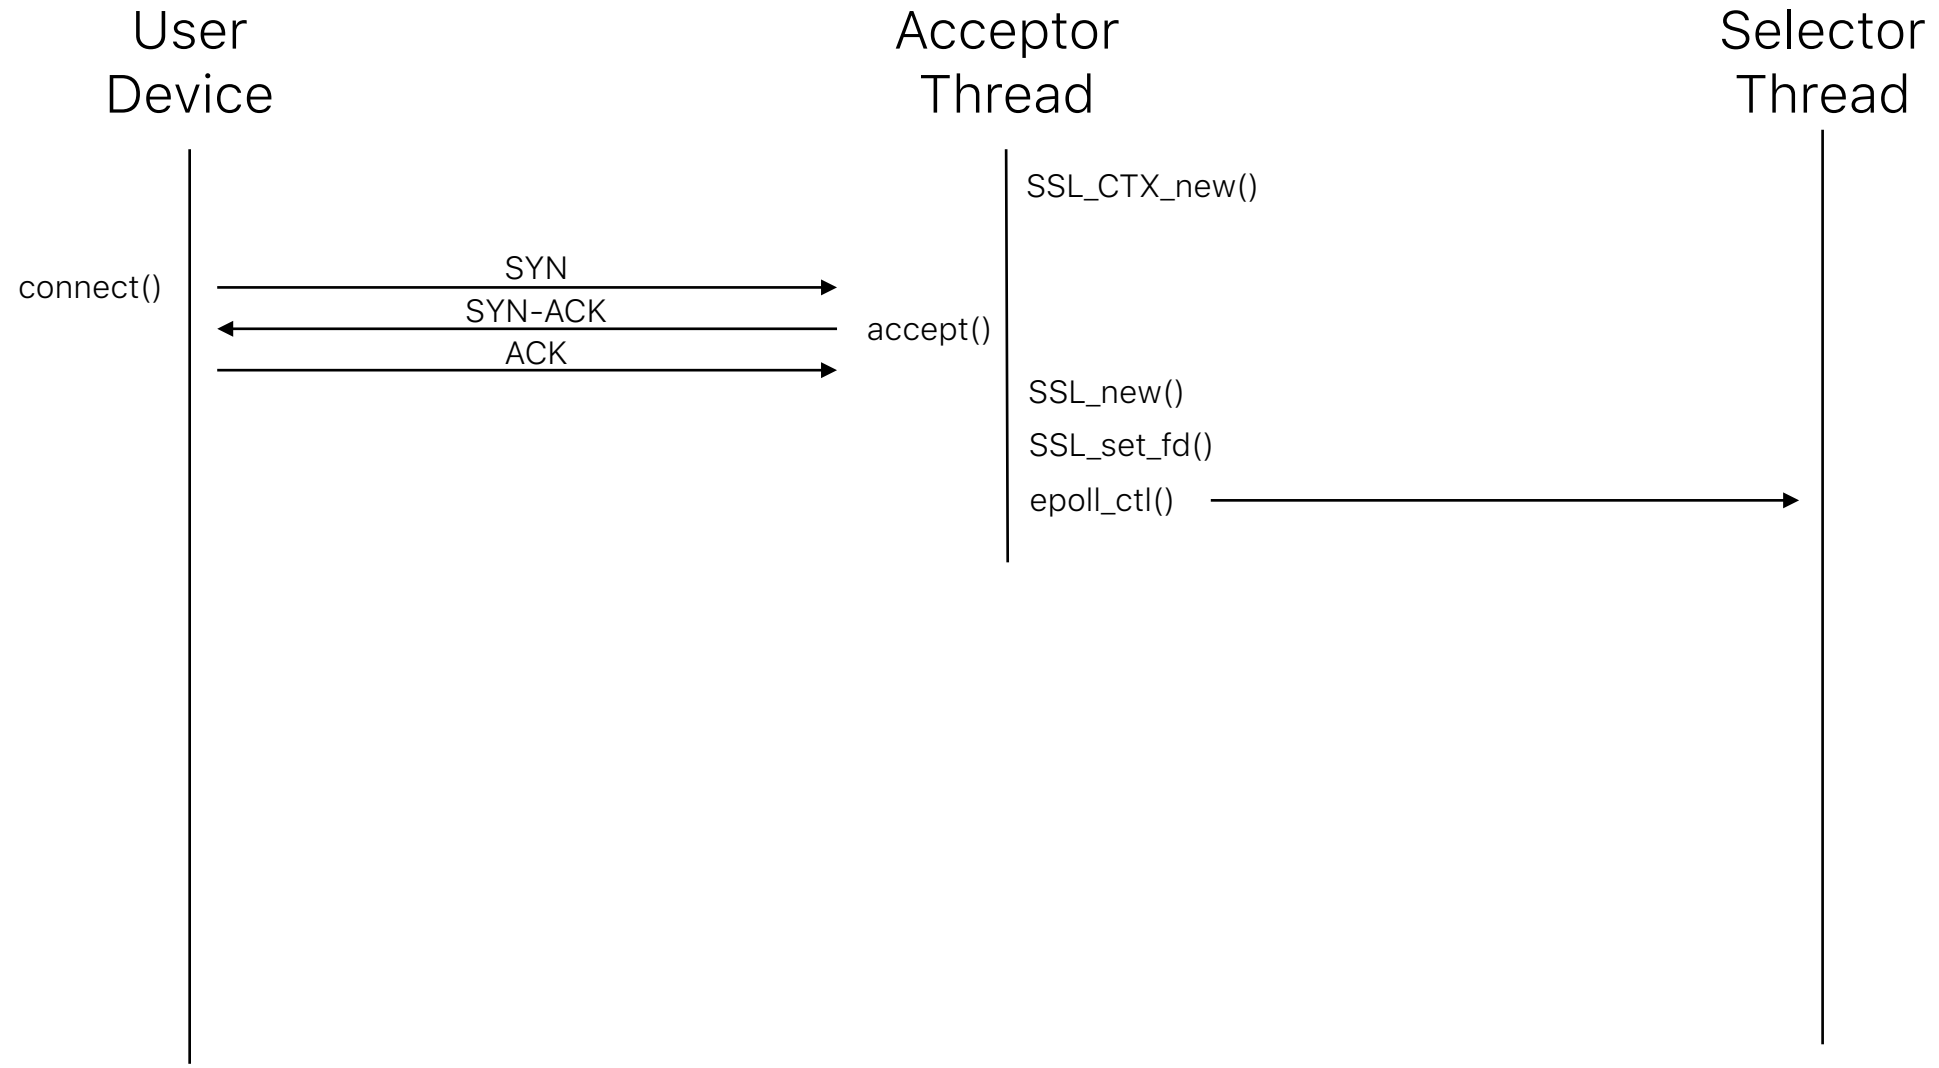 User
Device
Acceptor
Thread
Selector
Thread
SSL_CTX_new()
connect()
SYN
SYN-ACK
accept()
ACK
SSL_new()
SSL_set_fd()
epoll_ctl()